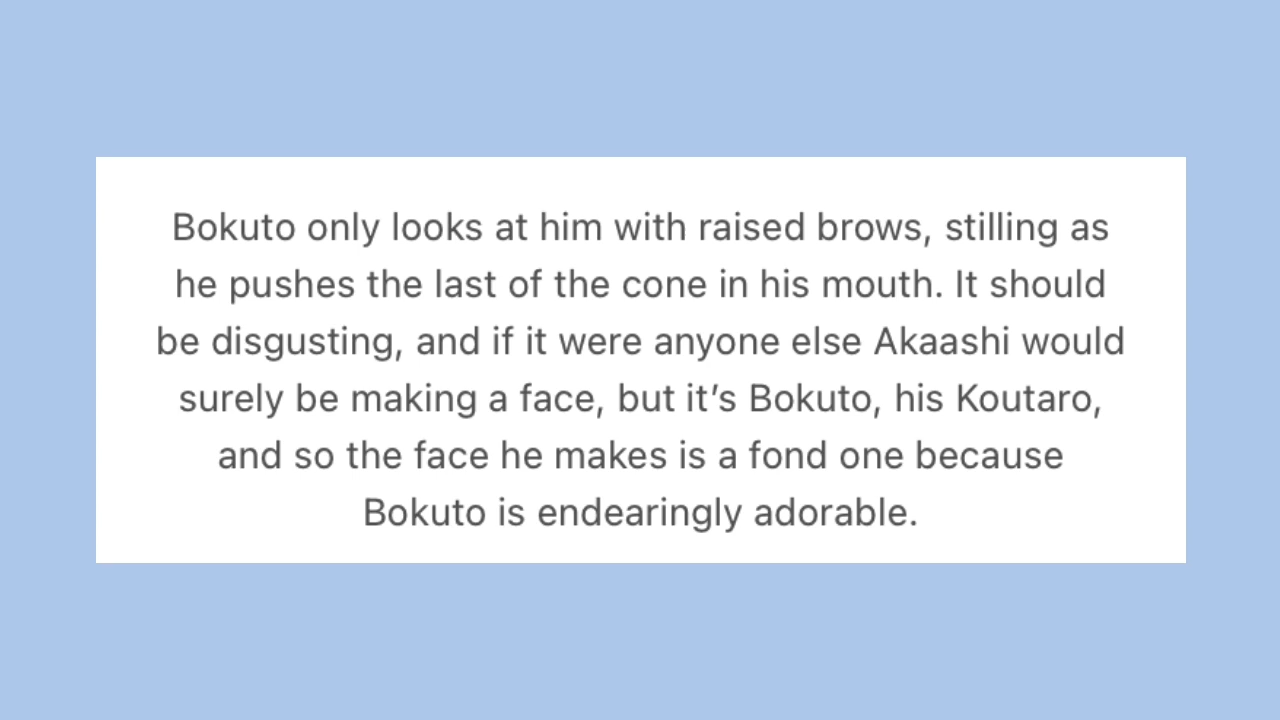 Bokuto only looks at him with raised brows, stilling as
he pushes the last of the cone in his mouth. It should
be disgusting, and if it were anyone else Akaashi would
surely be making a face, but it’s Bokuto, his Koutaro,
and so the face he makes is a fond one because
Bokuto is endearingly adorable.